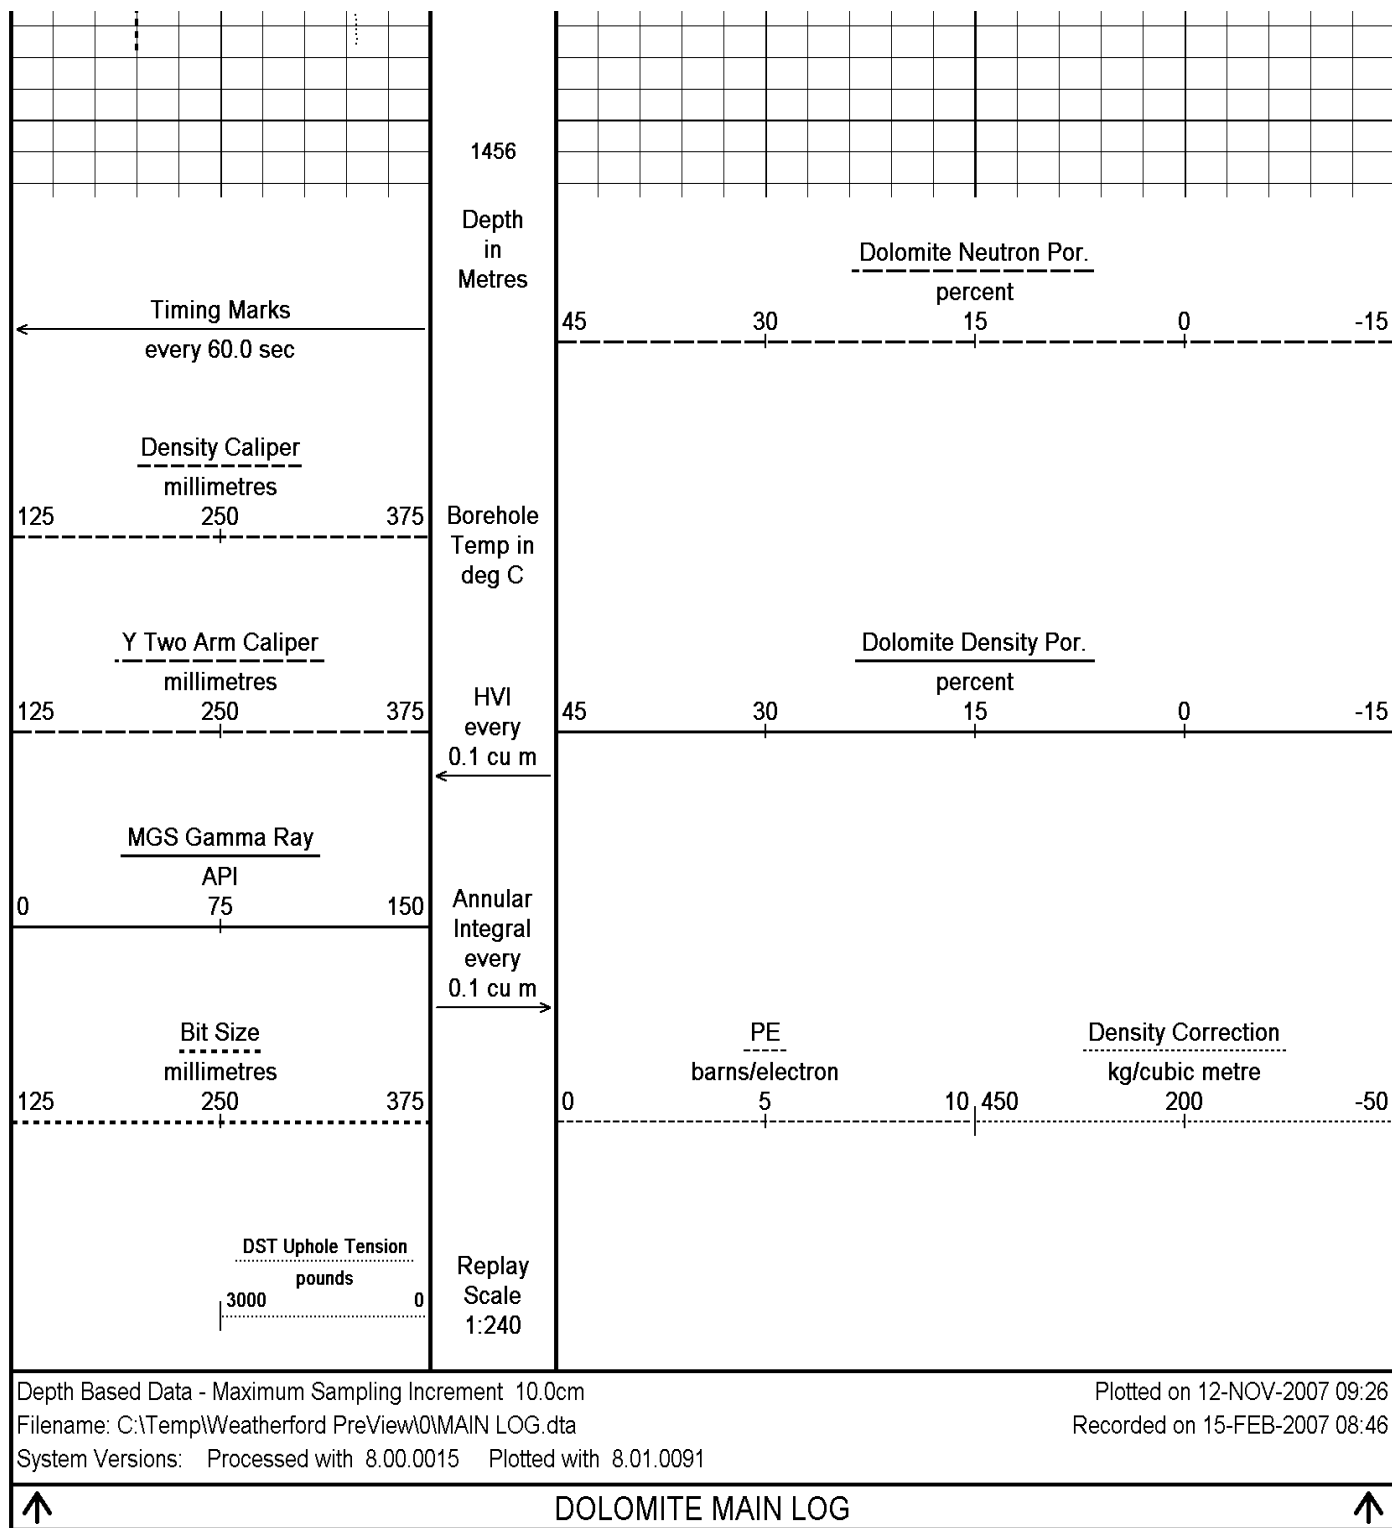 1456
Depth
in
Metres
Timing Marks
every 60.0 sec
Dolomite Neutron Por.
percent
45 30 15 0 -15
Density Caliper
millimetres
125 250 375
Borehole
Temp in
deg C
Y Two Arm Caliper
millimetres
125 250 375
HVI
every
0.1 cu m
Dolomite Density Por.
percent
45 30 15 0 -15
MGS Gamma Ray
API
0 75 150
Annular
Integral
every
0.1 cu m
Bit Size
millimetres
125 250 375
PE
barns/electron
0 5 10
Density Correction
kg/cubic metre
450 200 -50
DST Uphole Tension
pounds
3000 0
Replay
Scale
1:240
Depth Based Data - Maximum Sampling Increment 10.0cm
Plotted on 12-NOV-2007 09:26
Filename: C:\Temp\Weatherford PreView\0\MAIN LOG.dta
Recorded on 15-FEB-2007 08:46
System Versions: Processed with 8.00.0015 Plotted with 8.01.0091
DOLOMITE MAIN LOG